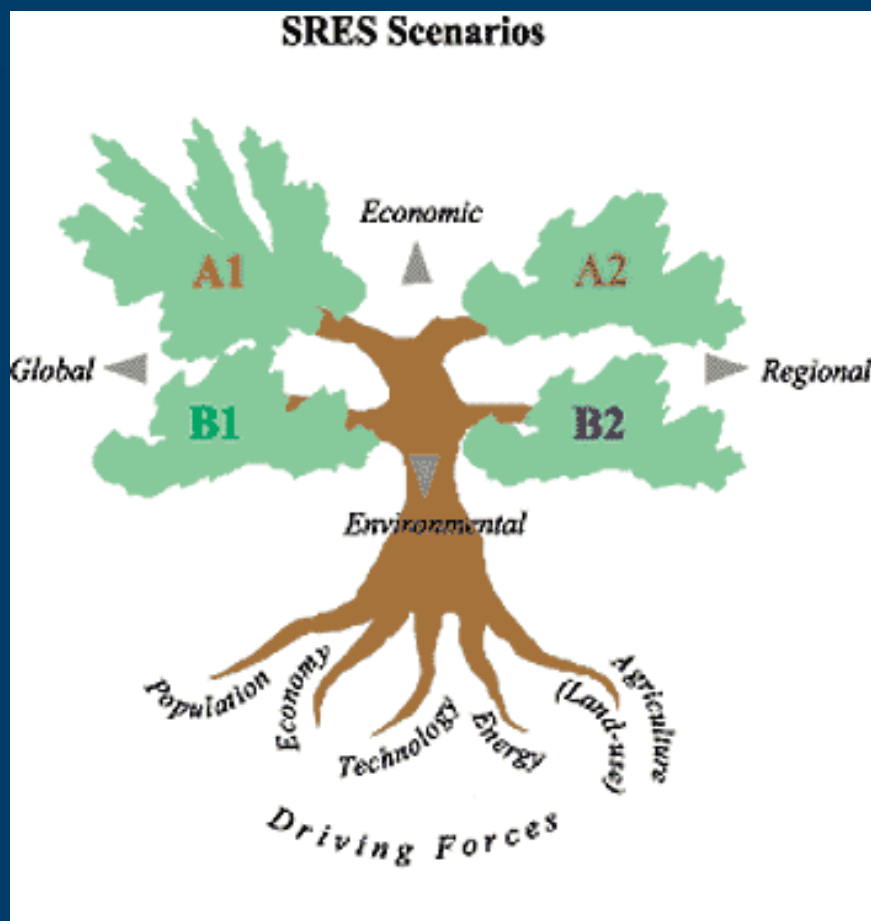 SRES Scenarios
Economic
A1
A2
Global
Regional
B1
B2
Environmental
Population
Economy
Technology
Energy
Agriculture
(Land-use)
Driving Forces